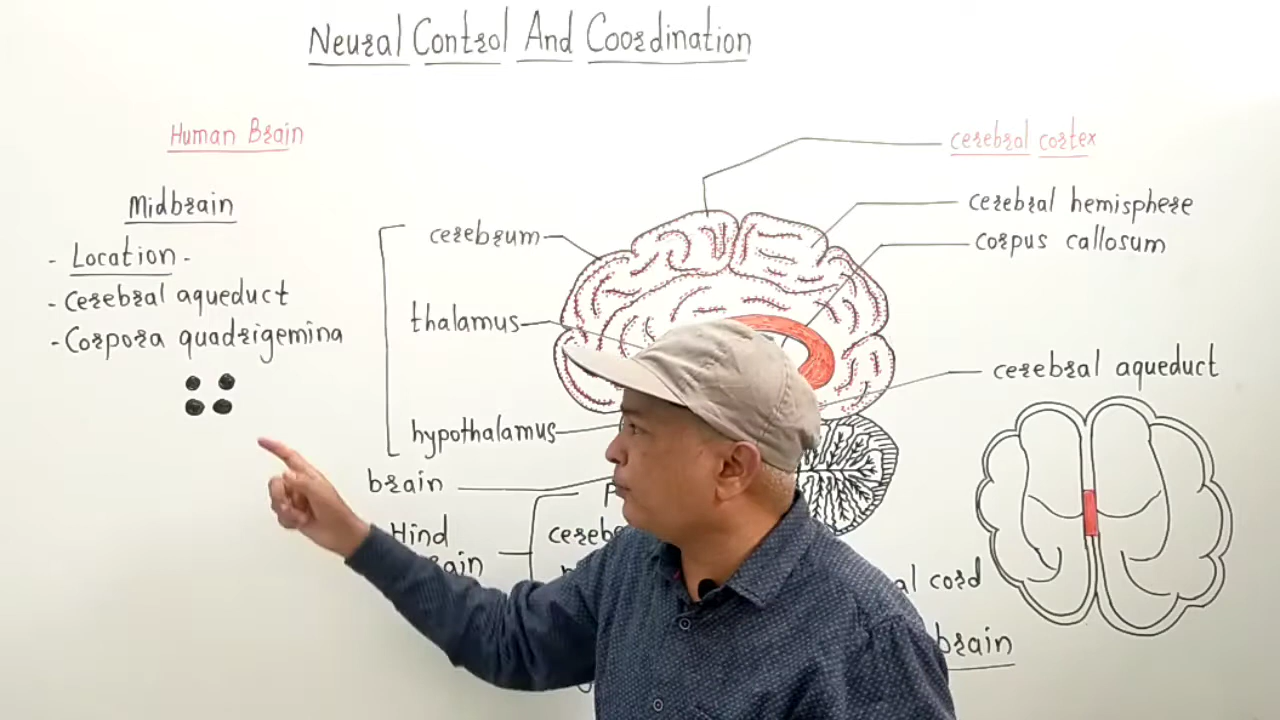 Neural Control And Coordination
Human Brain
Midbrain
- Location -
- Cerebral aqueduct
- Corpora quadrigemina
cerebrum
thalamus
hypothalamus
brain
Hind
cerebral cortex
cerebral hemisphere
corpus callosum
cerebral aqueduct
cord
brain